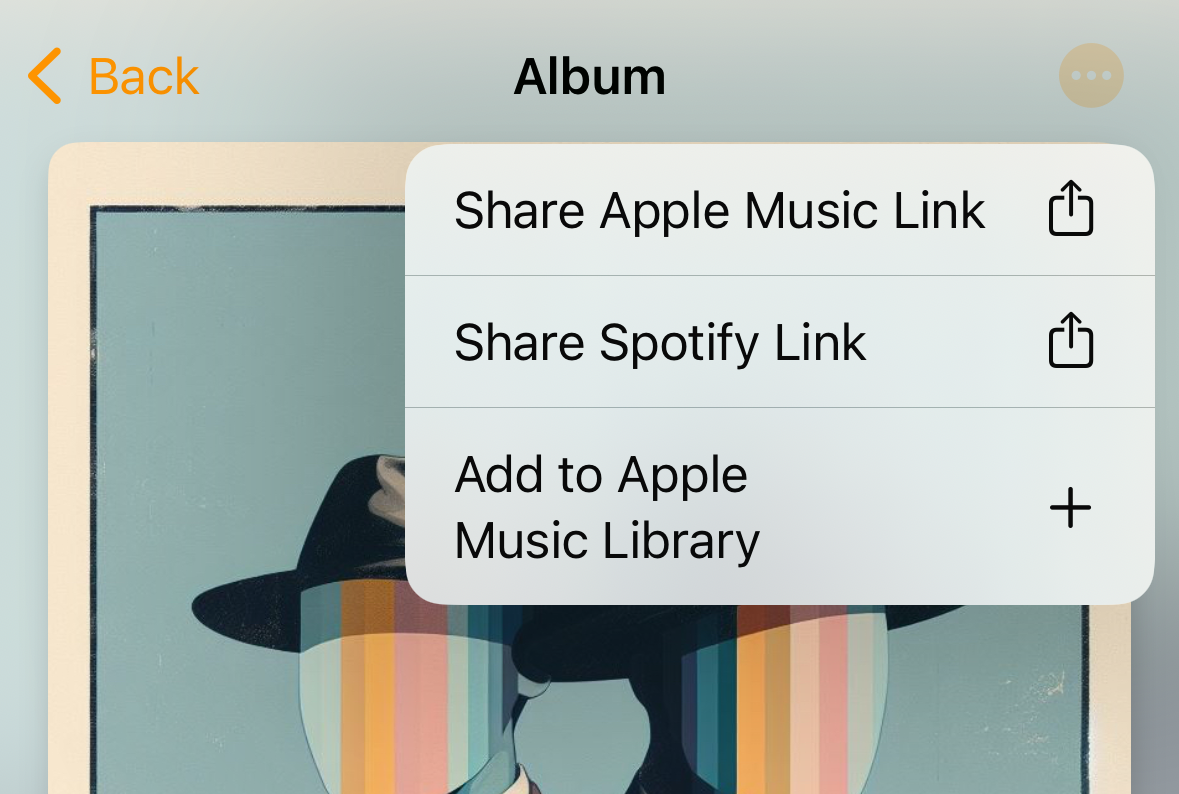 Back
Album
Share Apple Music Link
Share Spotify Link
Add to Apple
Music Library